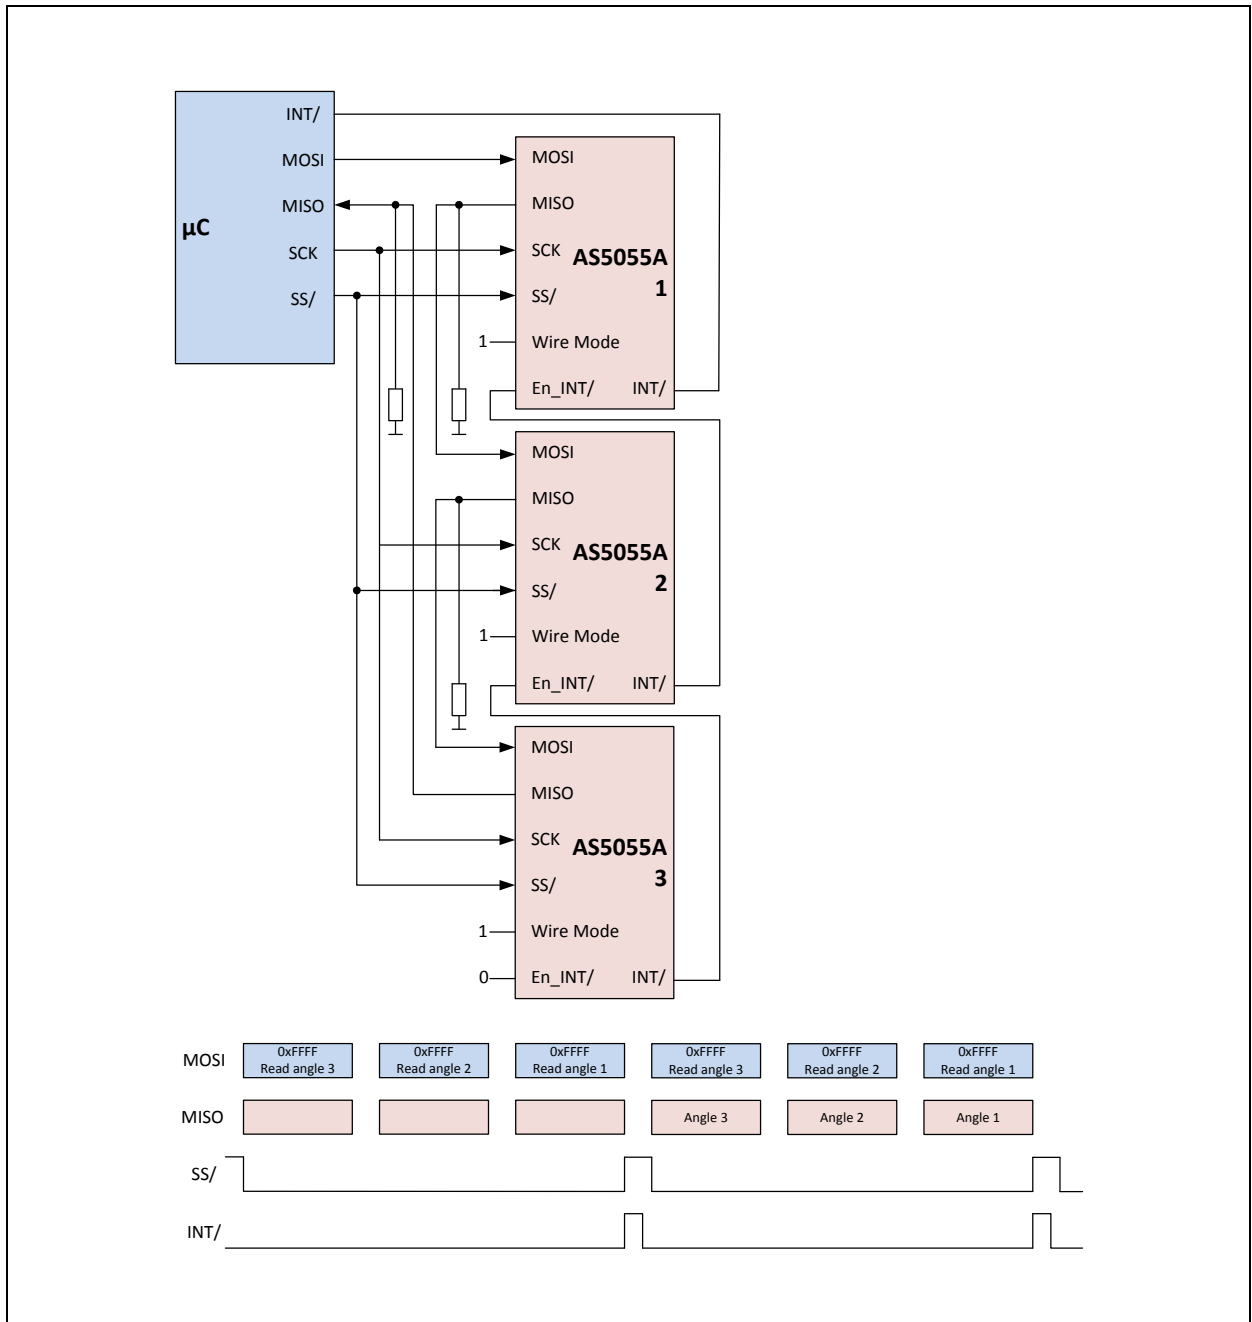 µC
INT/
MOSI
MISO
SCK
SS/
MOSI
MISO
SCK
SS/
Wire Mode
En_INT/ INT/
AS5055A
1
1
MOSI
MISO
SCK
SS/
Wire Mode
En_INT/ INT/
AS5055A
2
1
MOSI
MISO
SCK
SS/
Wire Mode
En_INT/ INT/
AS5055A
3
1
0
MOSI
0xFFFF
Read angle 3
0xFFFF
Read angle 2
0xFFFF
Read angle 1
0xFFFF
Read angle 3
0xFFFF
Read angle 2
0xFFFF
Read angle 1
MISO
Angle 3
Angle 2
Angle 1
SS/
INT/